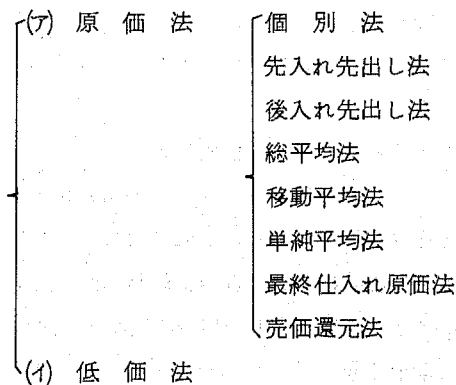 (ア) 原価法
個別法
先入れ先出し法
後入れ先出し法
総平均法
移動平均法
単純平均法
最終仕入れ原価法
売価還元法
(イ) 低価法